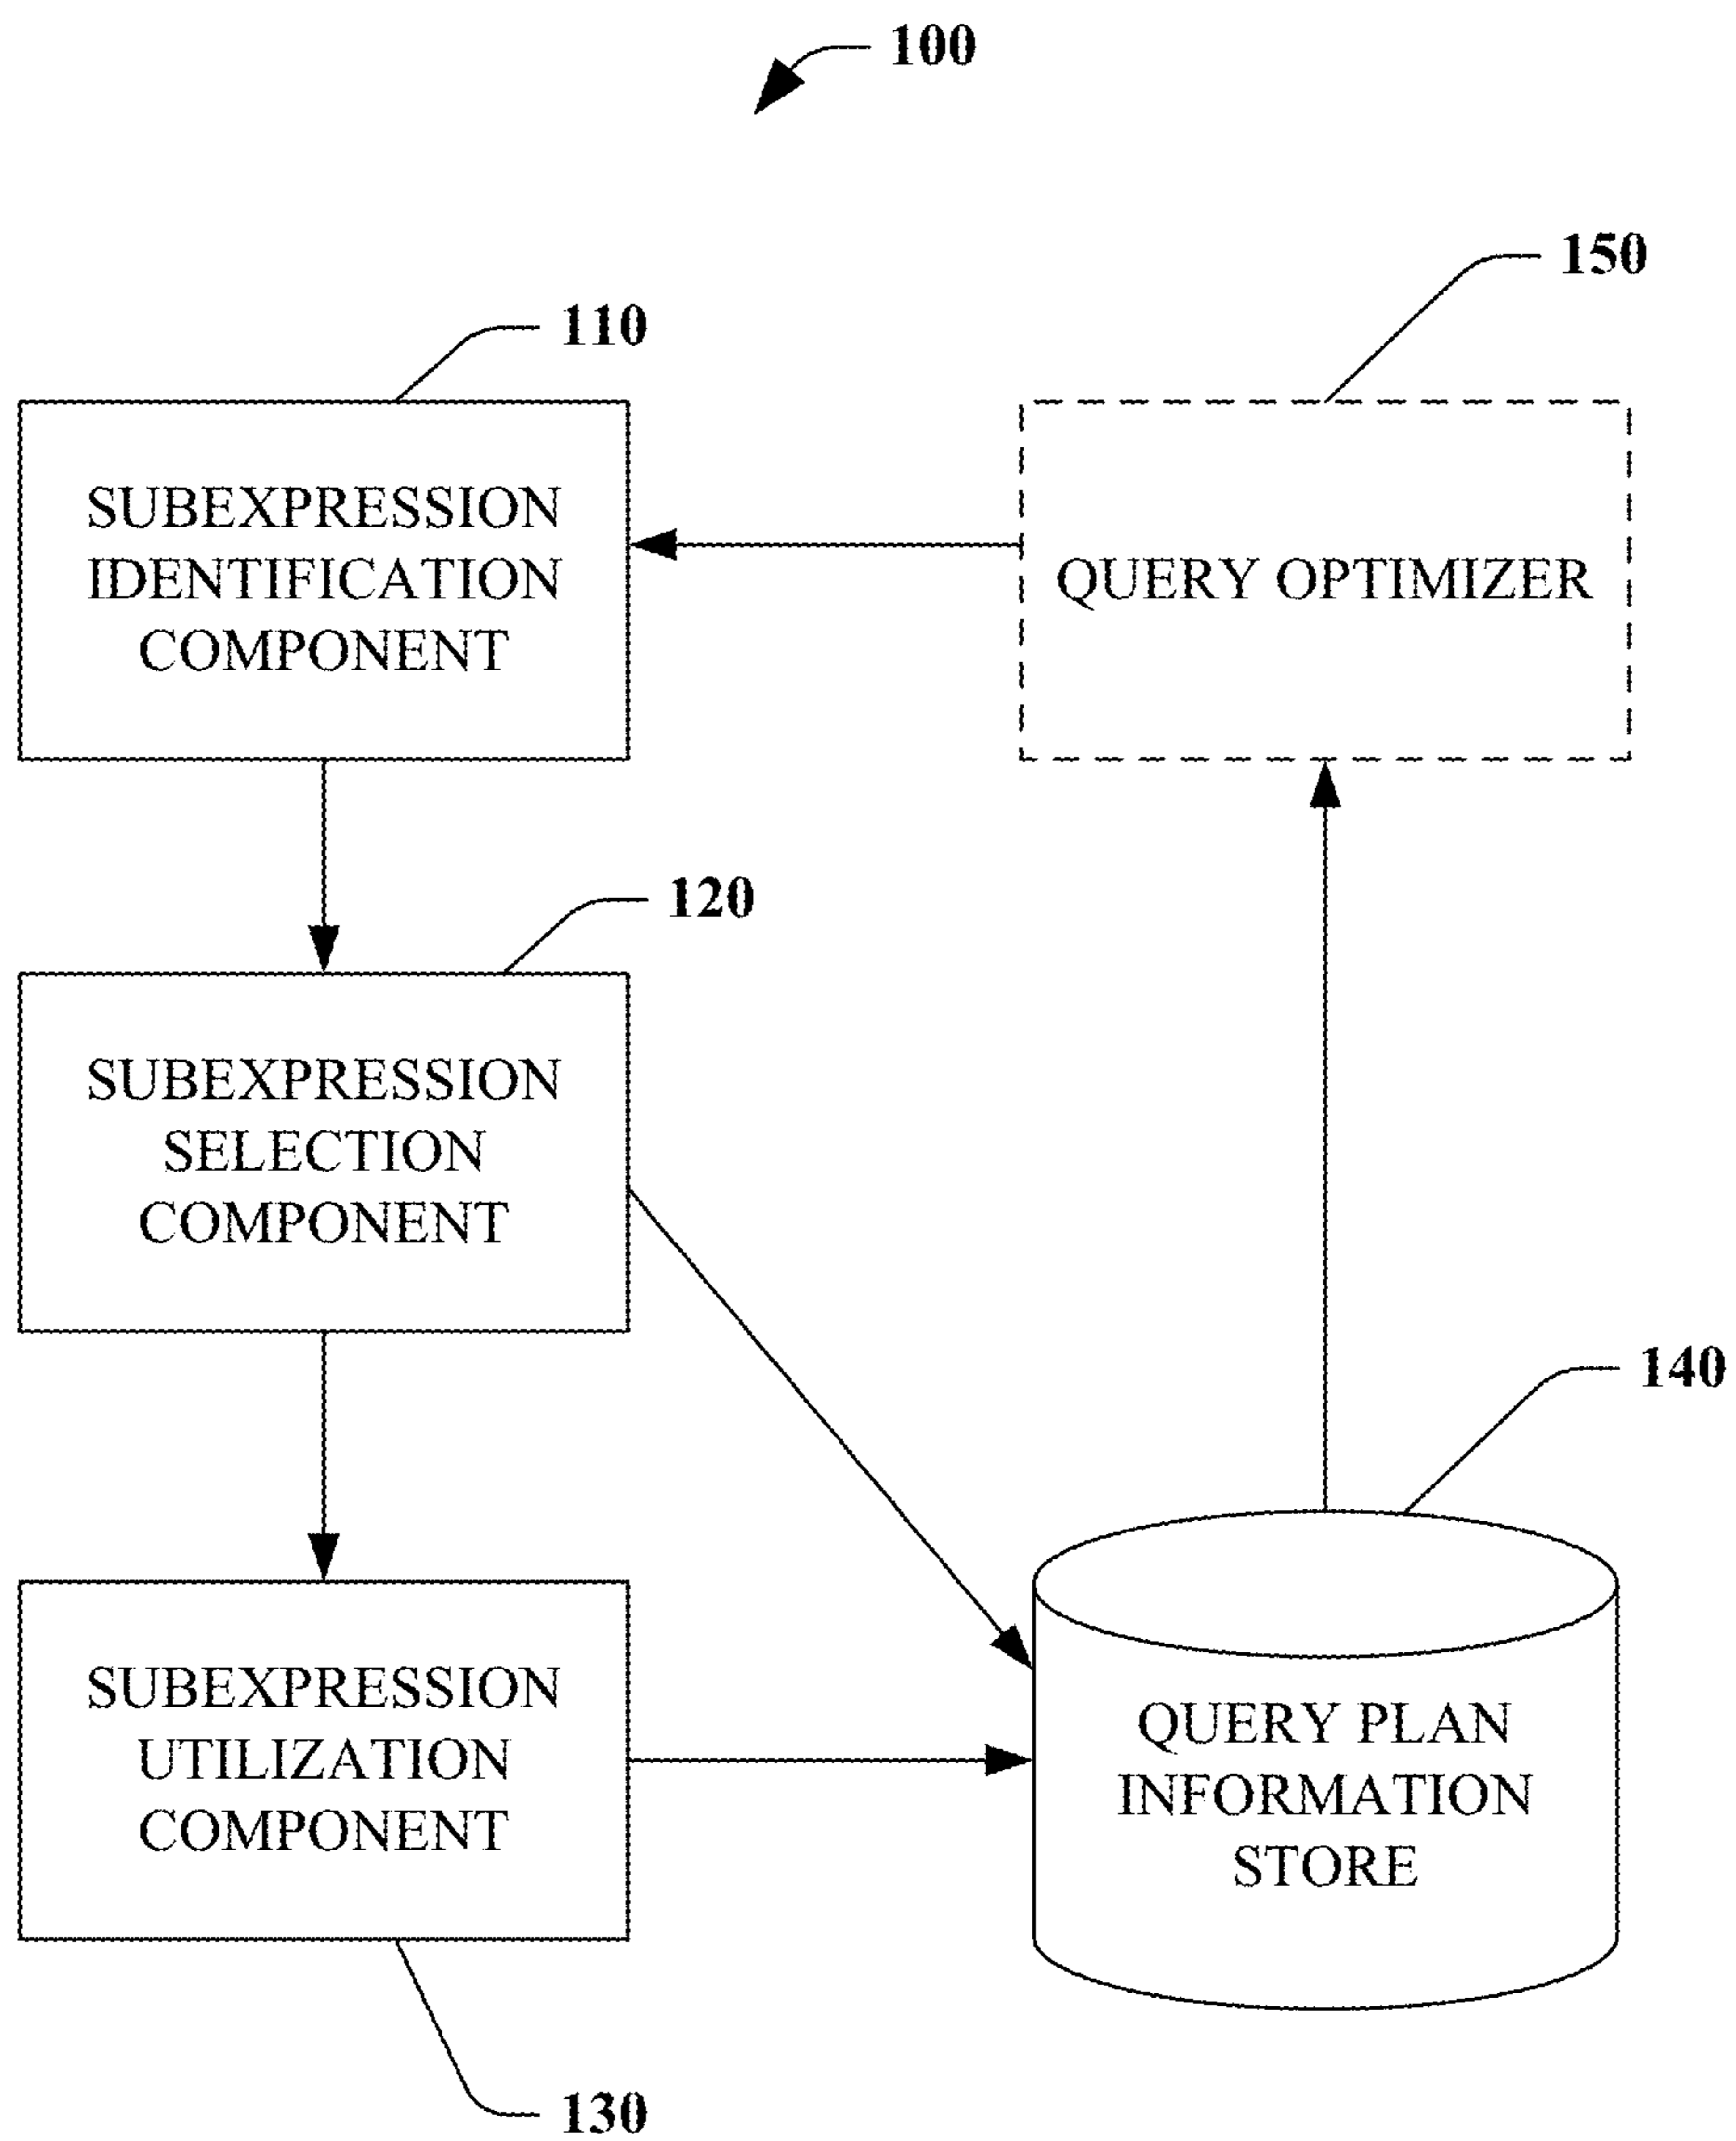 100
150
110
SUBEXPRESSION
IDENTIFICATION
COMPONENT
QUERY OPTIMIZER
120
SUBEXPRESSION
SELECTION
COMPONENT
140
SUBEXPRESSION
UTILIZATION
COMPONENT
QUERY PLAN
INFORMATION
STORE
130